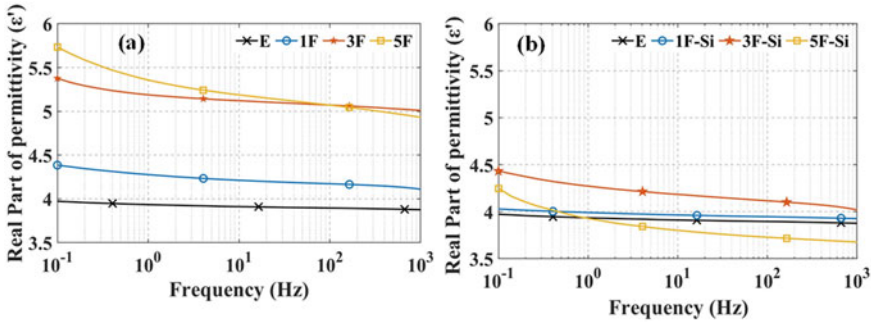 (a)
E 1F 3F 5F
Real Part of permittivity (ε')
6
5.5
5
4.5
4
3.5
10⁻¹ 10⁰ 10¹ 10² 10³
Frequency (Hz)
(b)
E 1F-Si 3F-Si 5F-Si
Real Part of permittivity (ε')
6
5.5
5
4.5
4
3.5
10⁻¹ 10⁰ 10¹ 10² 10³
Frequency (Hz)